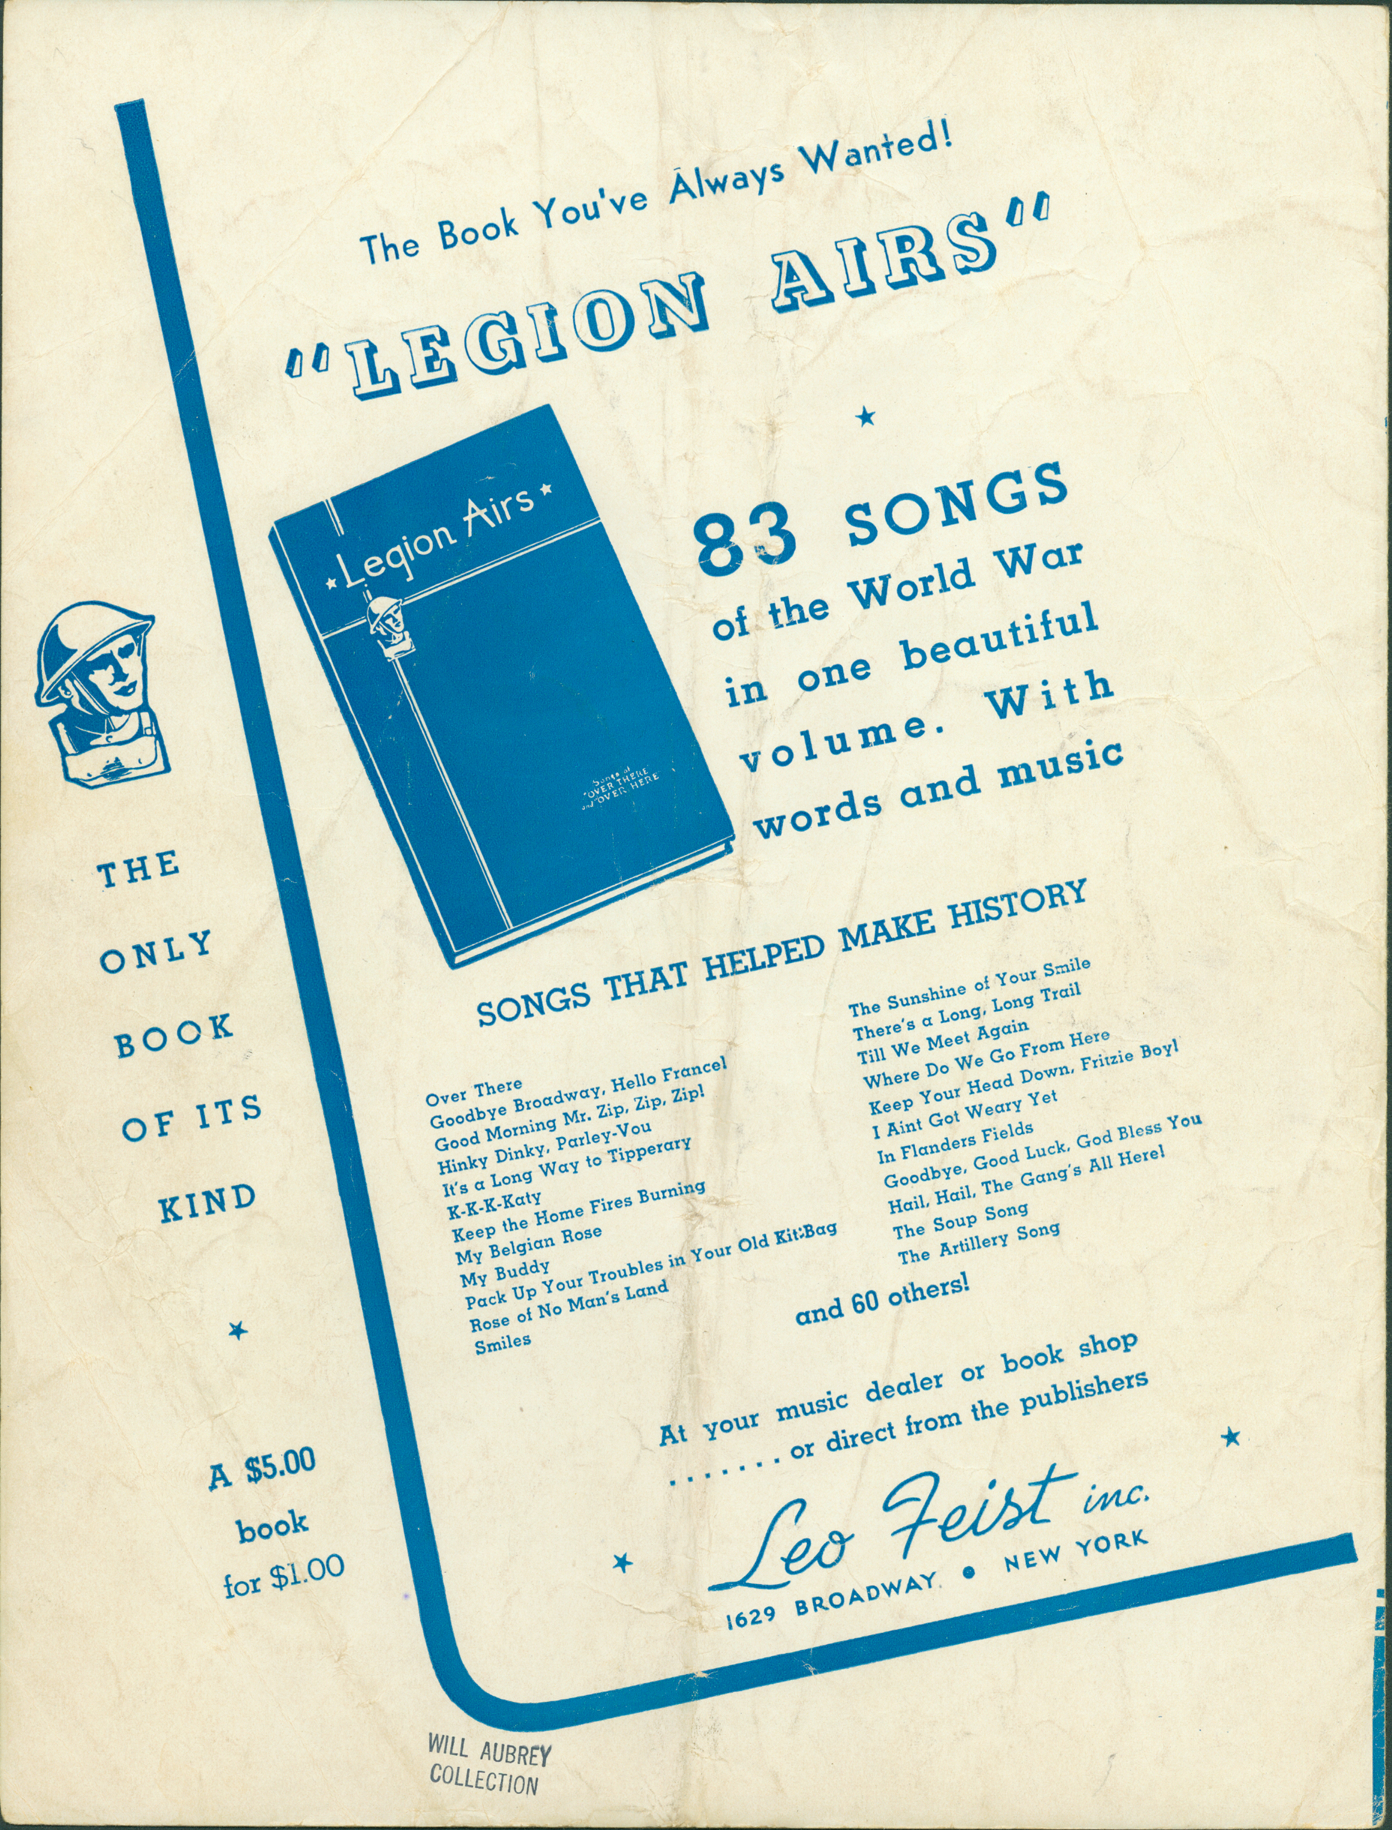 The Book You've Always Wanted!
"LEGION AIRS"
Legion Airs
Songs of
"OVER THERE
and OVER HERE
83 SONGS
of the World War
in one beautiful
volume. With
words and music
THE
ONLY
BOOK
OF ITS
KIND
A $5.00
book
for $1.00
SONGS THAT HELPED MAKE HISTORY
Over There
Goodbye Broadway, Hello France!
Good Morning Mr. Zip, Zip, Zip!
Hinky Dinky, Parley-Vou
It's a Long Way to Tipperary
K-K-K-Katy
Keep the Home Fires Burning
My Belgian Rose
My Buddy
Pack Up Your Troubles in Your Old Kit-Bag
Rose of No Man's Land
Smiles
The Sunshine of Your Smile
There's a Long, Long Trail
Till We Meet Again
Where Do We Go From Here
Keep Your Head Down, Fritzie Boy!
I Aint Got Weary Yet
In Flanders Fields
Goodbye, Good Luck, God Bless You
Hail, Hail, The Gang's All Here!
The Soup Song
The Artillery Song
and 60 others!
At your music dealer or book shop
. . . . . . . or direct from the publishers
Leo Feist inc.
1629 BROADWAY • NEW YORK
WILL AUBREY
COLLECTION